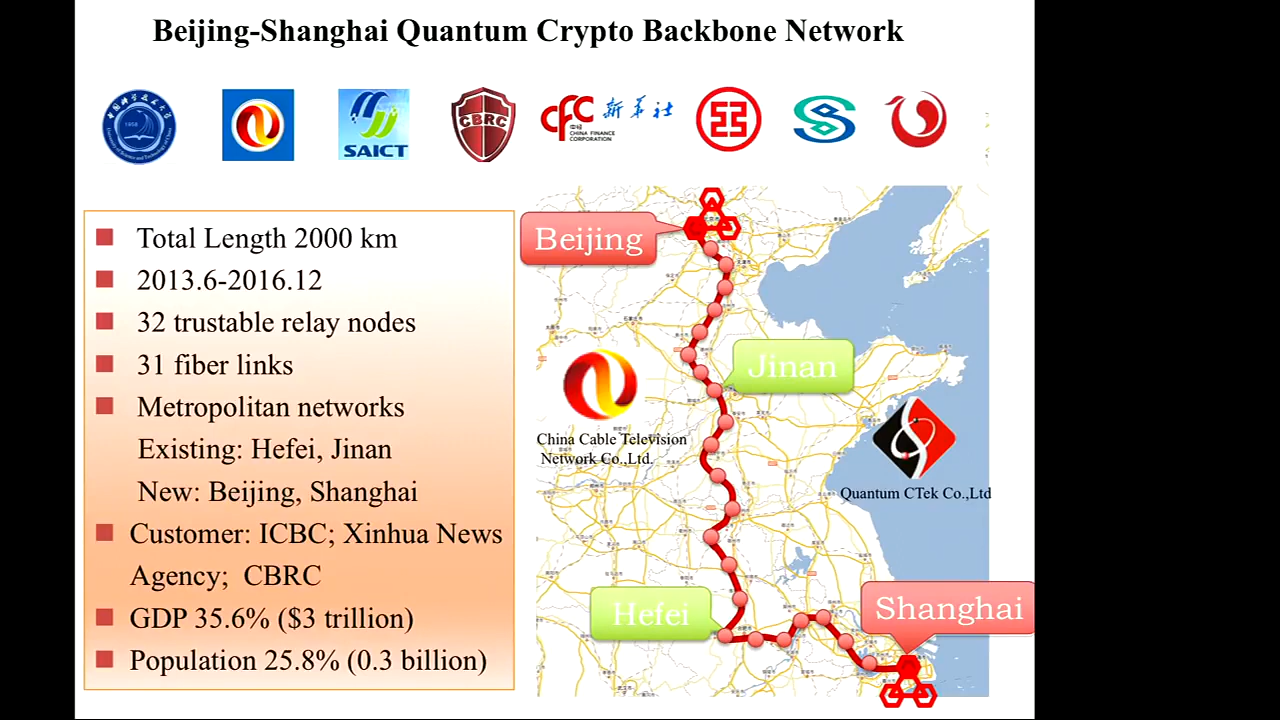 Beijing-Shanghai Quantum Crypto Backbone Network
1958
SAICT
CBRC
CFC 新华社
中经
CHINA FINANCE
CORPORATION
Total Length 2000 km
2013.6-2016.12
32 trustable relay nodes
31 fiber links
Metropolitan networks
Existing: Hefei, Jinan
New: Beijing, Shanghai
Customer: ICBC; Xinhua News
Agency; CBRC
GDP 35.6% ($3 trillion)
Population 25.8% (0.3 billion)
Beijing
Jinan
China Cable Television
Network Co.,Ltd.
Quantum CTek Co.,Ltd
Hefei
Shanghai